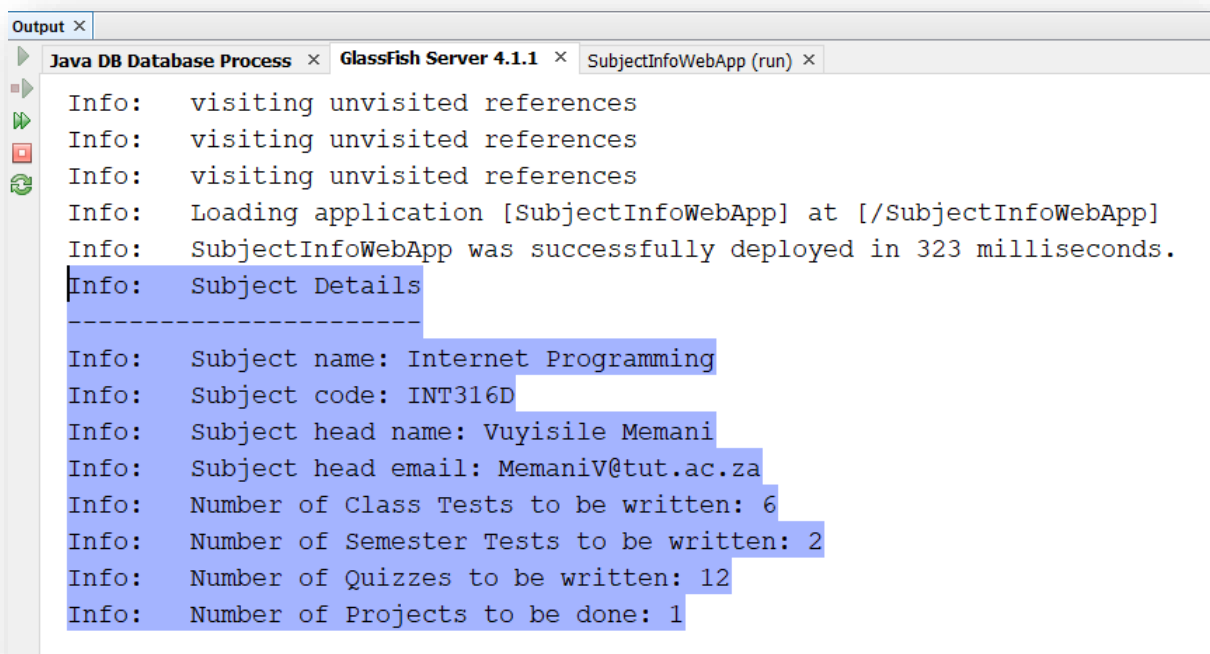 Output ×
Java DB Database Process × GlassFish Server 4.1.1 × SubjectInfoWebApp (run) ×
Info: visiting unvisited references
Info: visiting unvisited references
Info: visiting unvisited references
Info: Loading application [SubjectInfoWebApp] at [/SubjectInfoWebApp]
Info: SubjectInfoWebApp was successfully deployed in 323 milliseconds.
Info: Subject Details
-----------------------
Info: Subject name: Internet Programming
Info: Subject code: INT316D
Info: Subject head name: Vuyisile Memani
Info: Subject head email: MemaniV@tut.ac.za
Info: Number of Class Tests to be written: 6
Info: Number of Semester Tests to be written: 2
Info: Number of Quizzes to be written: 12
Info: Number of Projects to be done: 1